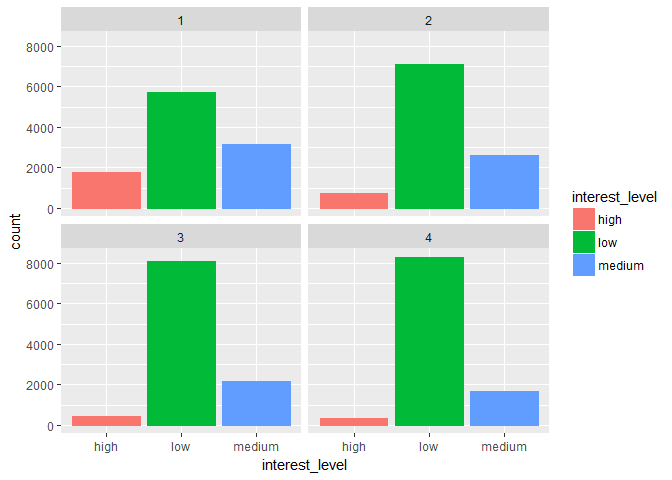 1 2
8000
6000
4000
2000
0
3 4
8000
6000
4000
2000
0
high low medium high low medium
interest_level
count
interest_level
high
low
medium